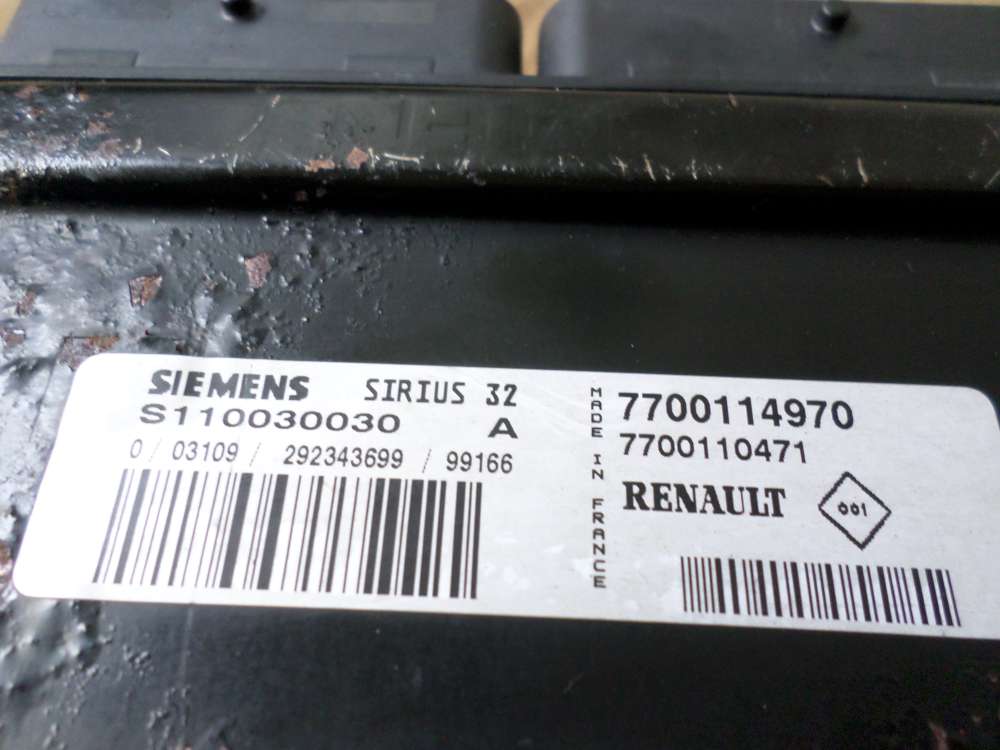 SIEMENS SIRIUS 32
S110030030 A
0 / 03109 / 292343699 / 99166
MADE IN FRANCE
7700114970
7700110471
RENAULT 001